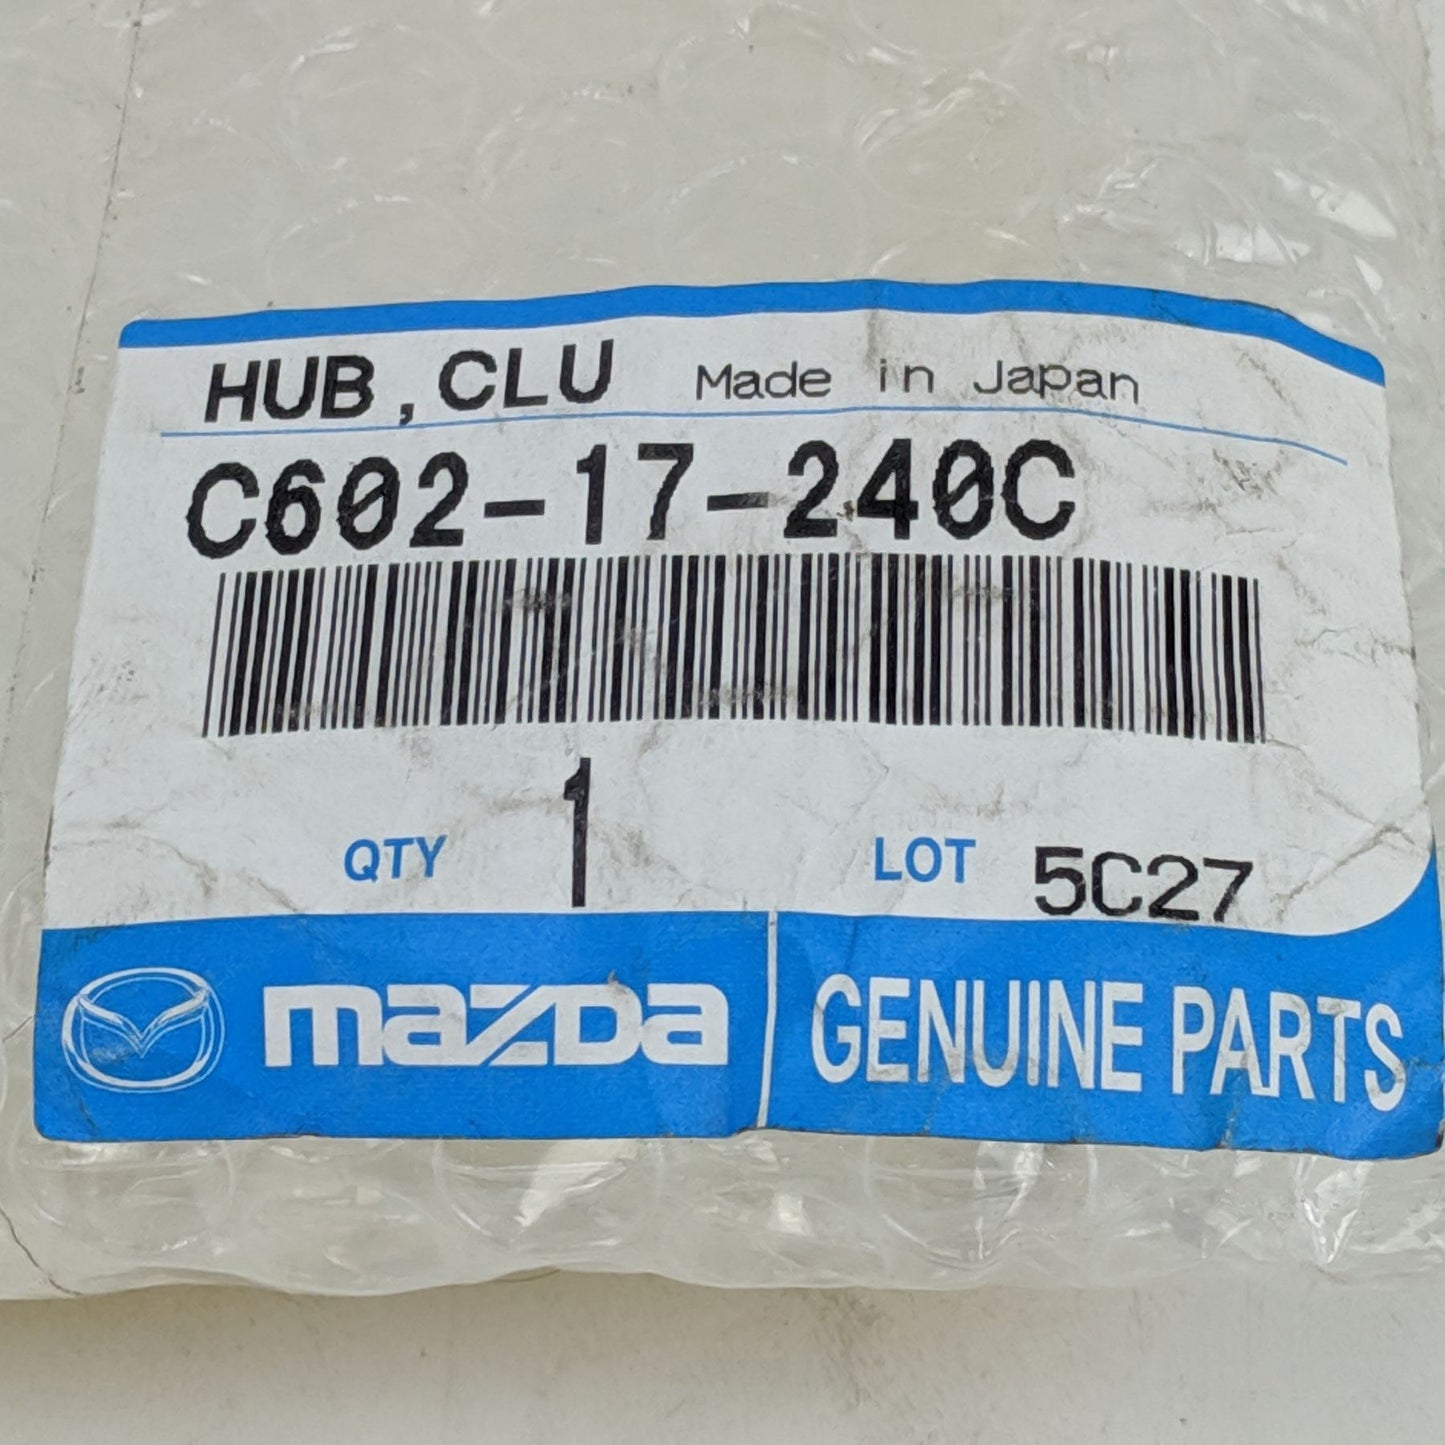 HUB,CLU Made in Japan
C602-17-240C
QTY 1 LOT 5C27
mazda GENUINE PARTS